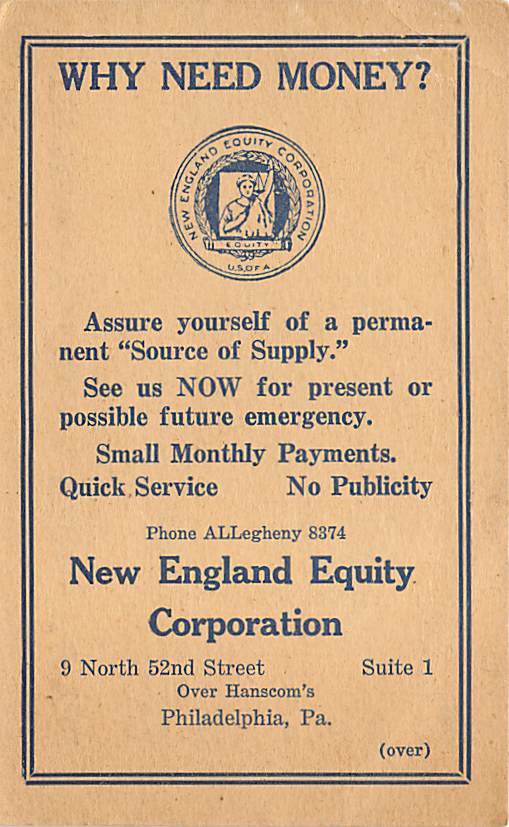 WHY NEED MONEY?
NEW ENGLAND EQUITY CORPORATION
EQUITY
U.S. OF A
Assure yourself of a perma-
nent “Source of Supply.”
See us NOW for present or
possible future emergency.
Small Monthly Payments.
Quick Service No Publicity
Phone ALLegheny 8374
New England Equity
Corporation
9 North 52nd Street Suite 1
Over Hanscom's
Philadelphia, Pa.
(over)